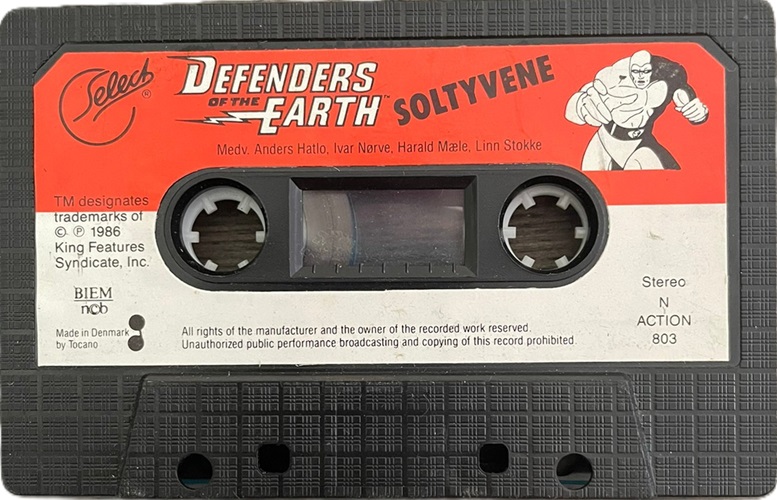 Select®
DEFENDERS
OF THE
EARTH™
SOLTYVENE
Medv. Anders Hatlo, Ivar Nørve, Harald Mæle, Linn Stokke
TM designates
trademarks of
© ℗ 1986
King Features
Syndicate, Inc.
BIEM
ncb
Made in Denmark
by Tocano
All rights of the manufacturer and the owner of the recorded work reserved.
Unauthorized public performance broadcasting and copying of this record prohibited.
Stereo
N
ACTION
803